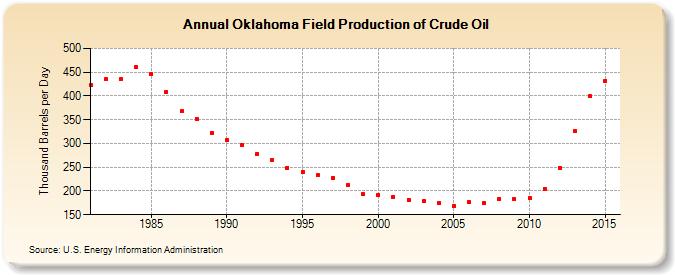 Annual Oklahoma Field Production of Crude Oil
Thousand Barrels per Day
500
450
400
350
300
250
200
150
1985 1990 1995 2000 2005 2010 2015
Source: U.S. Energy Information Administration